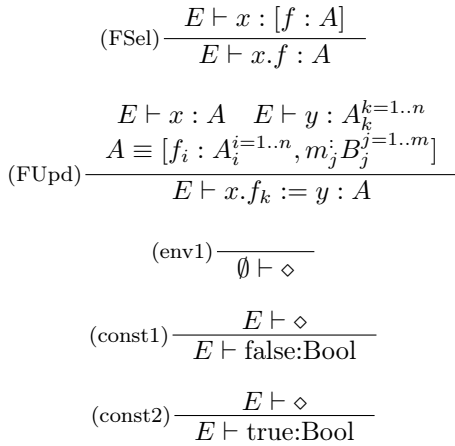 E ⊢ x : [f : A]
(FSel)
E ⊢ x.f : A
E ⊢ x : A E ⊢ y : A_k^{k=1..n}
A ≡ [f_i : A_i^{i=1..n}, m_j : B_j^{j=1..m}]
(FUpd)
E ⊢ x.f_k := y : A
(env1)
∅ ⊢ ⋄
E ⊢ ⋄
(const1)
E ⊢ false:Bool
E ⊢ ⋄
(const2)
E ⊢ true:Bool